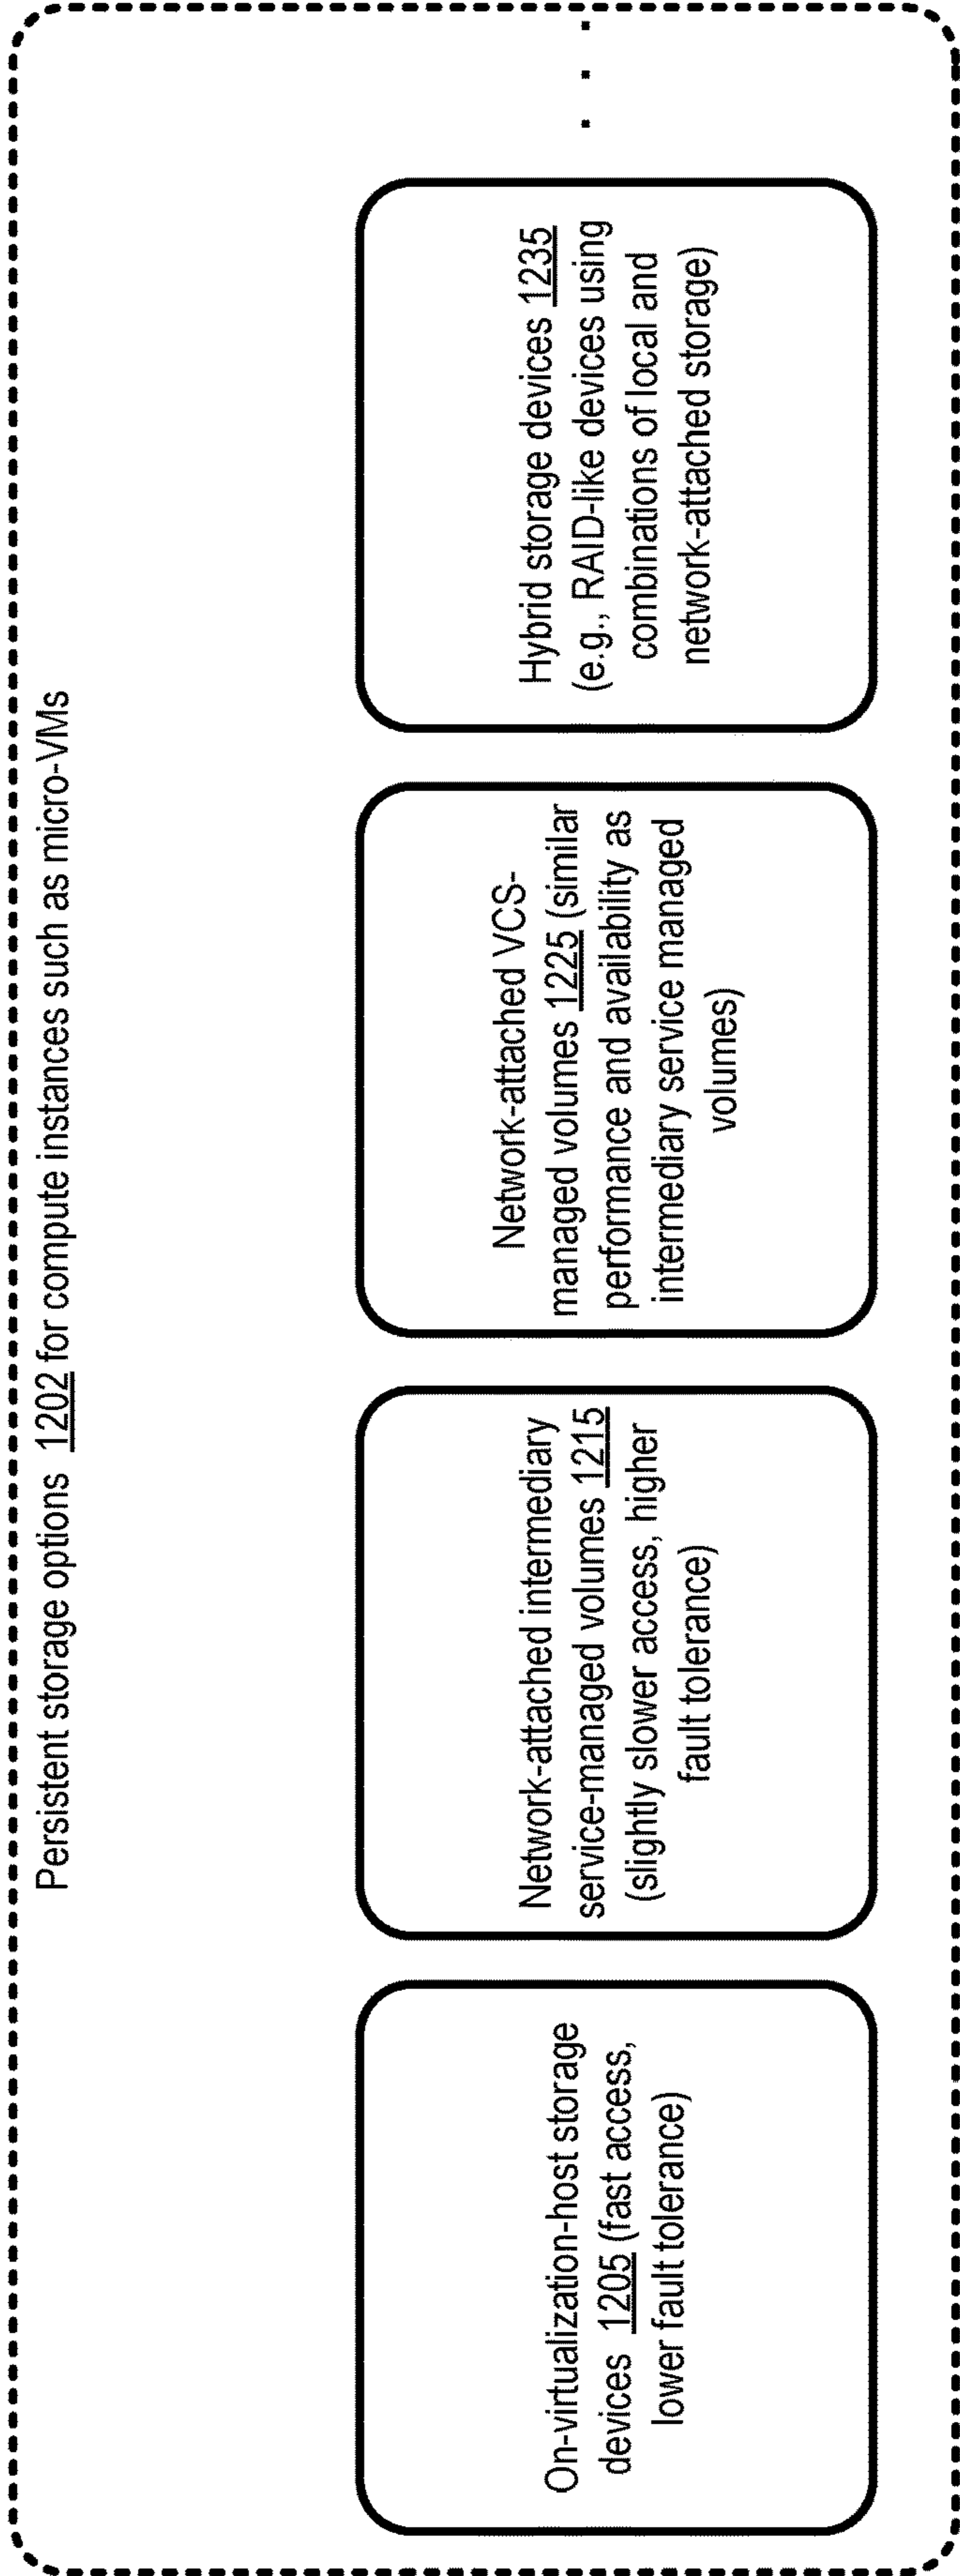 Persistent storage options 1202 for compute instances such as micro-VMs
On-virtualization-host storage
devices 1205 (fast access,
lower fault tolerance)
Network-attached intermediary
service-managed volumes 1215
(slightly slower access, higher
fault tolerance)
Network-attached VCS-
managed volumes 1225 (similar
performance and availability as
intermediary service managed
volumes)
Hybrid storage devices 1235
(e.g., RAID-like devices using
combinations of local and
network-attached storage)
. . .